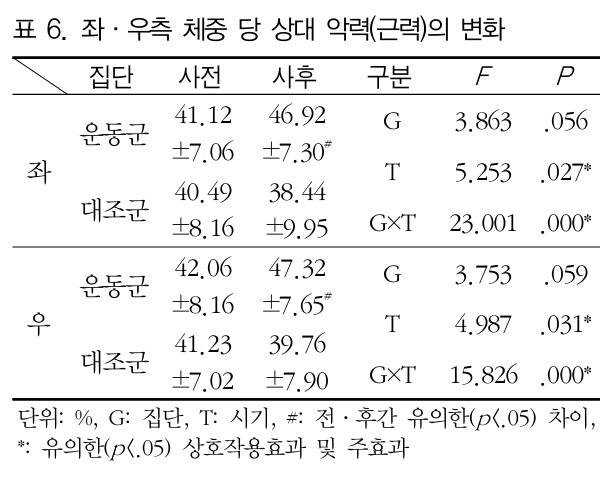 표 6. 좌·우측 체중 당 상대 악력(근력)의 변화
집단 사전 사후 구분 F P
좌 운동군 41.12 ±7.06 46.92 ±7.30# G 3.863 .056
T 5.253 .027*
대조군 40.49 ±8.16 38.44 ±9.95 G×T 23.001 .000*
우 운동군 42.06 ±8.16 47.32 ±7.65# G 3.753 .059
T 4.987 .031*
대조군 41.23 ±7.02 39.76 ±7.90 G×T 15.826 .000*
단위: %, G: 집단, T: 시기, #: 전·후간 유의한(p<.05) 차이,
*: 유의한(p<.05) 상호작용효과 및 주효과